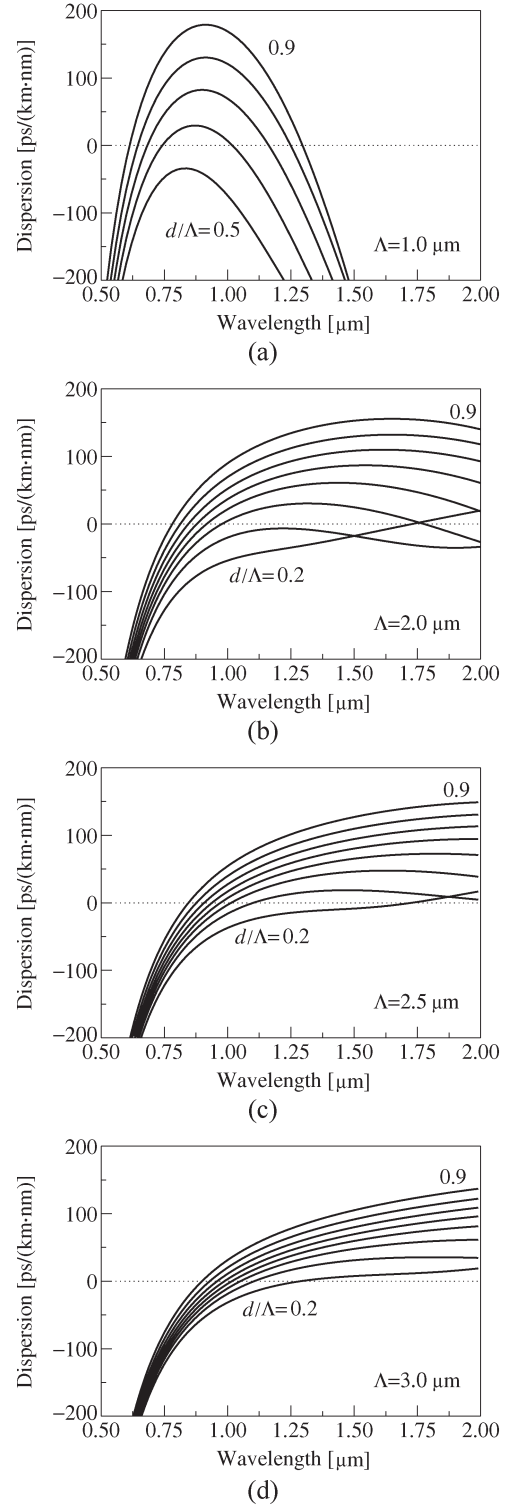 200
100
0
−100
200
Dispersion [ps/(km·nm)]
0.9
d/Λ=0.5
Λ=1.0 μm
0.50 0.75 1.00 1.25 1.50 1.75 2.00
Wavelength [μm]
(a)
200
100
0
−100
−200
Dispersion [ps/(km·nm)]
0.9
d/Λ=0.2
Λ=2.0 μm
0.50 0.75 1.00 1.25 1.50 1.75 2.00
Wavelength [μm]
(b)
200
100
0
−100
−200
Dispersion [ps/(km·nm)]
0.9
d/Λ=0.2
Λ=2.5 μm
0.50 0.75 1.00 1.25 1.50 1.75 2.00
Wavelength [μm]
(c)
200
100
0
−100
−200
Dispersion [ps/(km·nm)]
0.9
d/Λ=0.2
Λ=3.0 μm
0.50 0.75 1.00 1.25 1.50 1.75 2.00
Wavelength [μm]
(d)